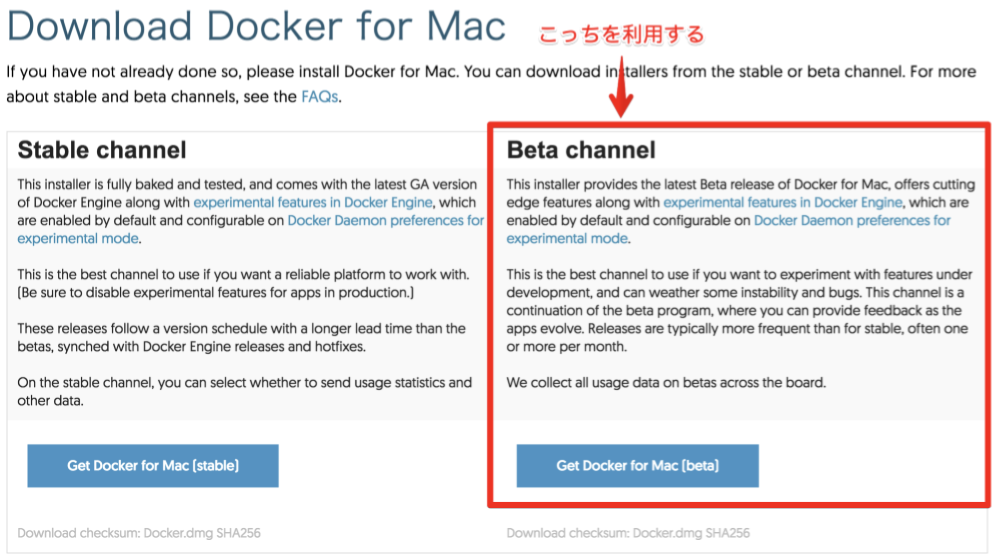 Download Docker for Mac
こっちを利用する
If you have not already done so, please install Docker for Mac. You can download installers from the stable or beta channel. For more
about stable and beta channels, see the FAQs.
Stable channel
This installer is fully baked and tested, and comes with the latest GA version
of Docker Engine along with experimental features in Docker Engine, which
are enabled by default and configurable on Docker Daemon preferences for
experimental mode.
This is the best channel to use if you want a reliable platform to work with.
(Be sure to disable experimental features for apps in production.)
These releases follow a version schedule with a longer lead time than the
betas, synched with Docker Engine releases and hotfixes.
On the stable channel, you can select whether to send usage statistics and
other data.
Get Docker for Mac (stable)
Download checksum: Docker.dmg SHA256
Beta channel
This installer provides the latest Beta release of Docker for Mac, offers cutting
edge features along with experimental features in Docker Engine, which are
enabled by default and configurable on Docker Daemon preferences for
experimental mode.
This is the best channel to use if you want to experiment with features under
development, and can weather some instability and bugs. This channel is a
continuation of the beta program, where you can provide feedback as the
apps evolve. Releases are typically more frequent than for stable, often one
or more per month.
We collect all usage data on betas across the board.
Get Docker for Mac (beta)
Download checksum: Docker.dmg SHA256